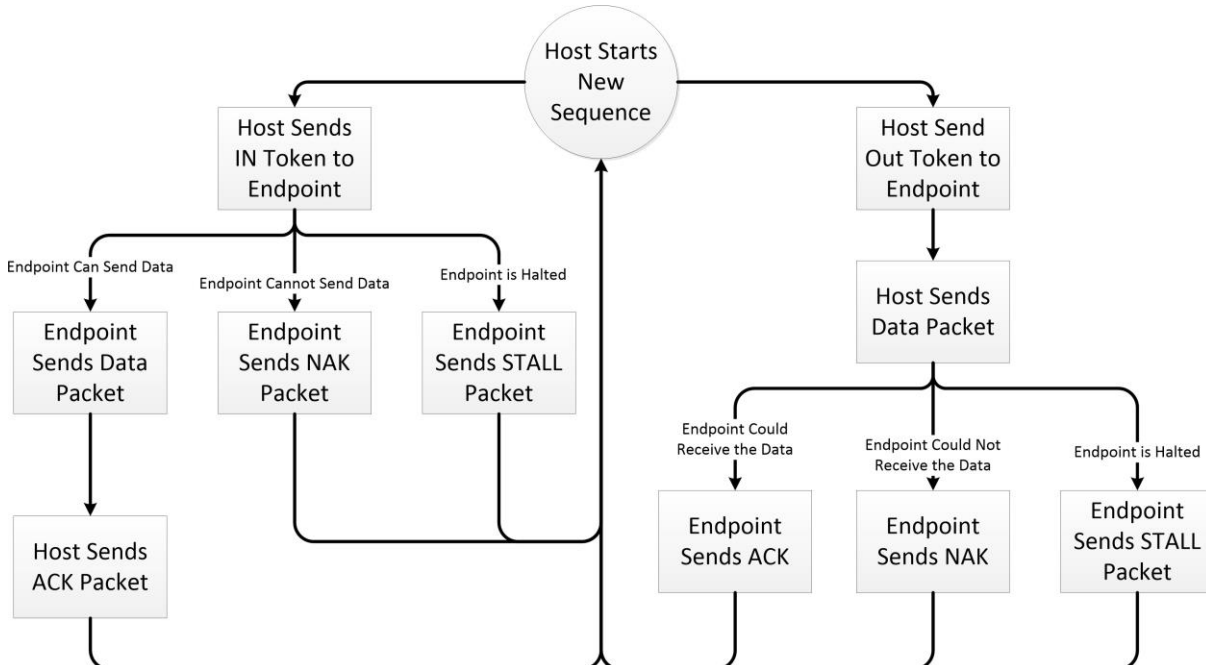 Host Starts
New
Sequence
Host Sends
IN Token to
Endpoint
Host Send
Out Token to
Endpoint
Endpoint Can Send Data
Endpoint Cannot Send Data
Endpoint is Halted
Endpoint
Sends Data
Packet
Endpoint
Sends NAK
Packet
Endpoint
Sends STALL
Packet
Host Sends
Data Packet
Endpoint Could
Receive the Data
Endpoint Could Not
Receive the Data
Endpoint is Halted
Host Sends
ACK Packet
Endpoint
Sends ACK
Endpoint
Sends NAK
Endpoint
Sends STALL
Packet